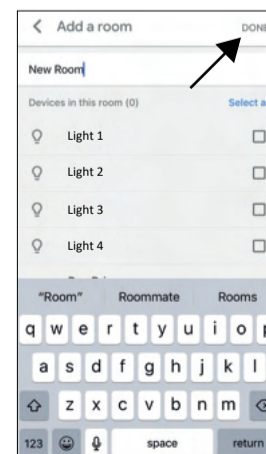 Add a room DONE
New Room
Devices in this room (0) Select a
Light 1
Light 2
Light 3
Light 4
"Room" Roommate Rooms
q w e r t y u i o p
a s d f g h j k l
z x c v b n m
123 space return